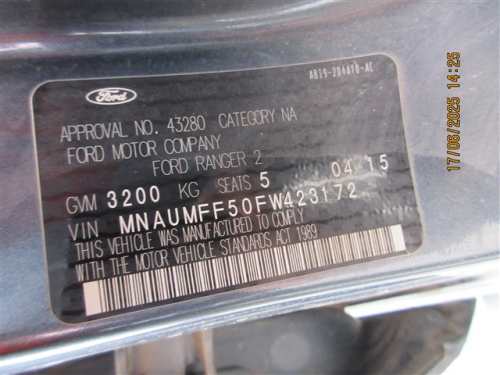 AB39-20A870-AC
Ford
APPROVAL NO. 43280 CATEGORY NA
FORD MOTOR COMPANY
FORD RANGER 2
GVM 3200 KG SEATS 5 04 15
VIN MNAUMFF50FW423172
THIS VEHICLE WAS MANUFACTURED TO COMPLY
WITH THE MOTOR VEHICLE STANDARDS ACT 1989
17/06/2025 14:25